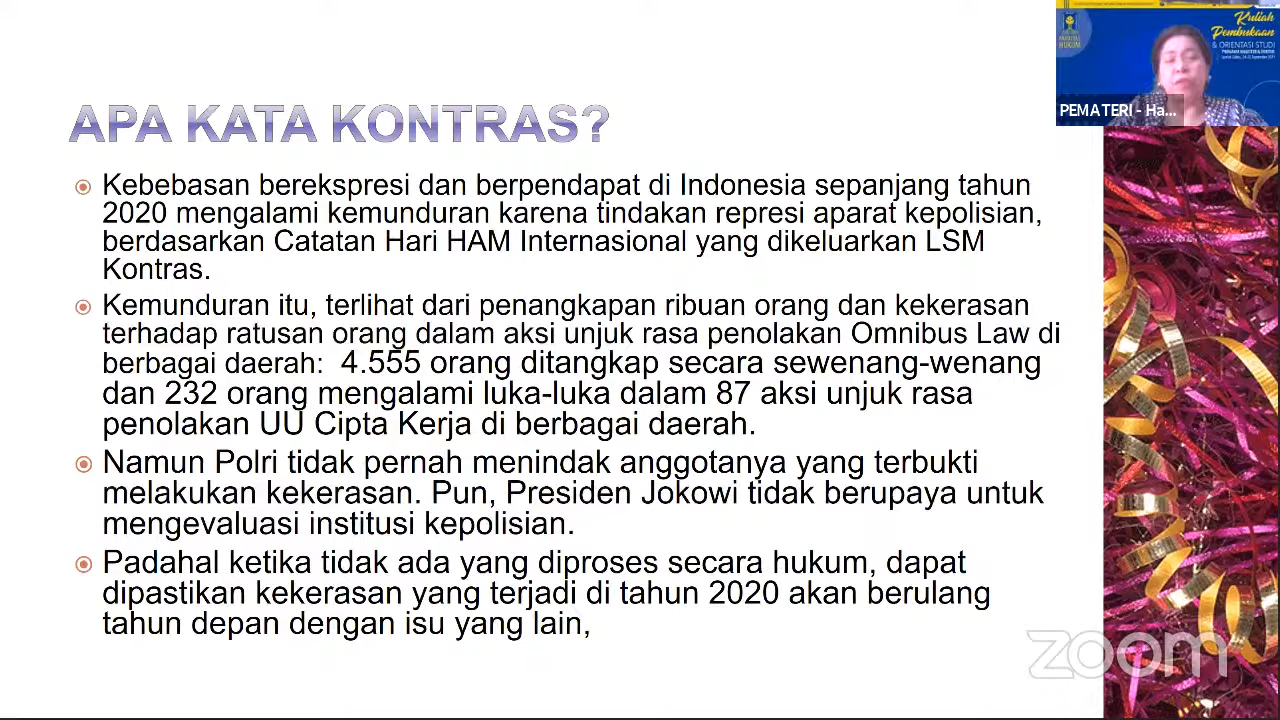 APA KATA KONTRAS?
Kebebasan berekspresi dan berpendapat di Indonesia sepanjang tahun
2020 mengalami kemunduran karena tindakan represi aparat kepolisian,
berdasarkan Catatan Hari HAM Internasional yang dikeluarkan LSM
Kontras.
Kemunduran itu, terlihat dari penangkapan ribuan orang dan kekerasan
terhadap ratusan orang dalam aksi unjuk rasa penolakan Omnibus Law di
berbagai daerah: 4.555 orang ditangkap secara sewenang-wenang
dan 232 orang mengalami luka-luka dalam 87 aksi unjuk rasa
penolakan UU Cipta Kerja di berbagai daerah.
Namun Polri tidak pernah menindak anggotanya yang terbukti
melakukan kekerasan. Pun, Presiden Jokowi tidak berupaya untuk
mengevaluasi institusi kepolisian.
Padahal ketika tidak ada yang diproses secara hukum, dapat
dipastikan kekerasan yang terjadi di tahun 2020 akan berulang
tahun depan dengan isu yang lain,
HUKUM
Kuliah
Pembukaan
& ORIENTASI STUDI
PEMATERI - Ha...
zoom